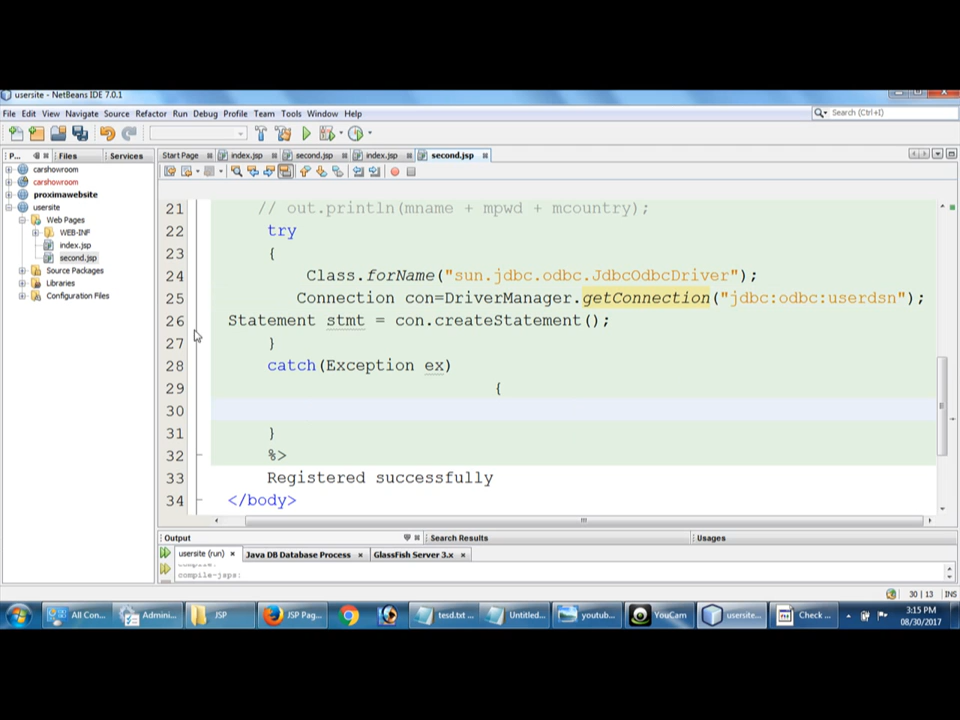 usersite - NetBeans IDE 7.0.1
File Edit View Navigate Source Refactor Run Debug Profile Team Tools Window Help
Search (Ctrl+I)
P... Files Services
Start Page index.jsp second.jsp index.jsp second.jsp
carshowroom
carshowroom
proximawebsite
usersite
Web Pages
WEB-INF
index.jsp
second.jsp
Source Packages
Libraries
Configuration Files
21 // out.println(mname + mpwd + mcountry);
22 try
23 {
24 Class.forName("sun.jdbc.odbc.JdbcOdbcDriver");
25 Connection con=DriverManager.getConnection("jdbc:odbc:userdsn");
26 Statement stmt = con.createStatement();
27 }
28 catch(Exception ex)
29 {
30
31 }
32 %>
33 Registered successfully
34 </body>
Output Search Results Usages
usersite (run) Java DB Database Process GlassFish Server 3.x
compile-jsps:
30 | 13 INS
All Con... Admini... JSP JSP Pag... tesd.txt ... Untitled... youtub... YouCam usersite... Check ...
3:15 PM
08/30/2017